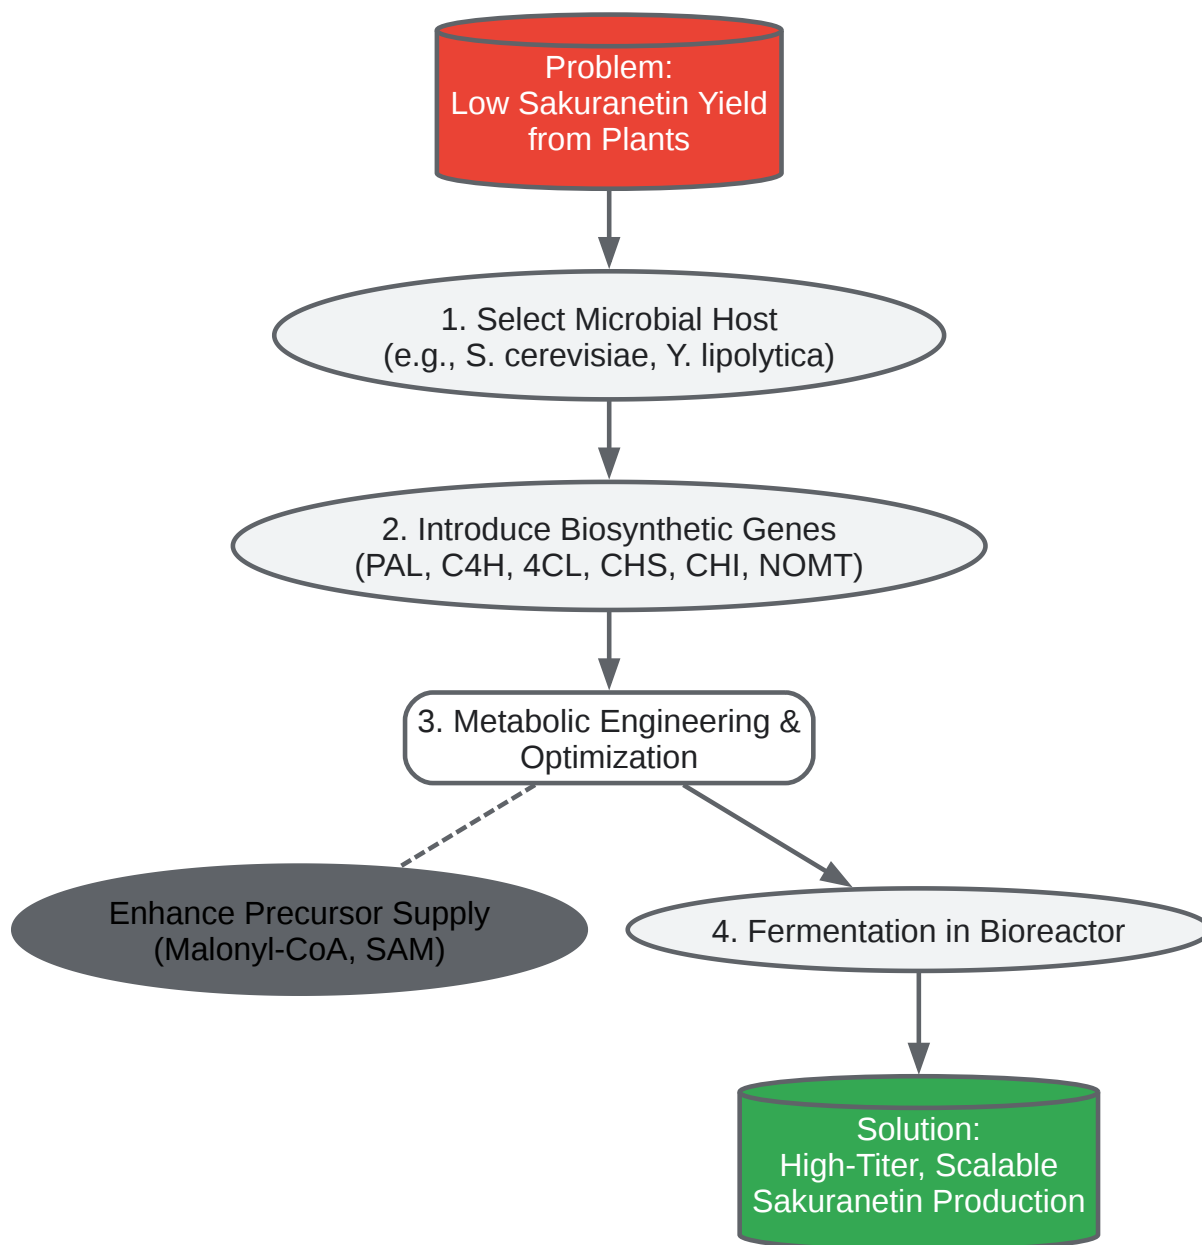 Problem:
Low Sakuranetin Yield
from Plants
1. Select Microbial Host
(e.g., S. cerevisiae, Y. lipolytica)
2. Introduce Biosynthetic Genes
(PAL, C4H, 4CL, CHS, CHI, NOMT)
3. Metabolic Engineering &
Optimization
Enhance Precursor Supply
(Malonyl-CoA, SAM)
4. Fermentation in Bioreactor
Solution:
High-Titer, Scalable
Sakuranetin Production